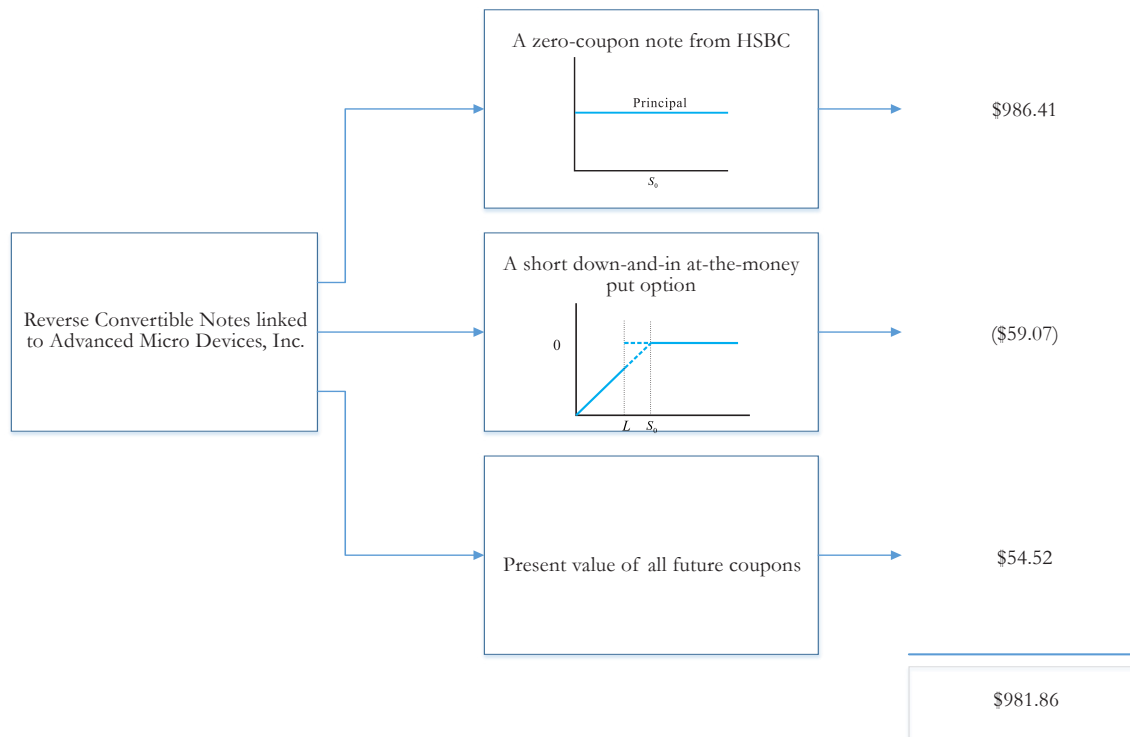 A zero-coupon note from HSBC
Principal
S₀
$986.41
Reverse Convertible Notes linked
to Advanced Micro Devices, Inc.
A short down-and-in at-the-money
put option
0
L S₀
($59.07)
Present value of all future coupons
$54.52
$981.86